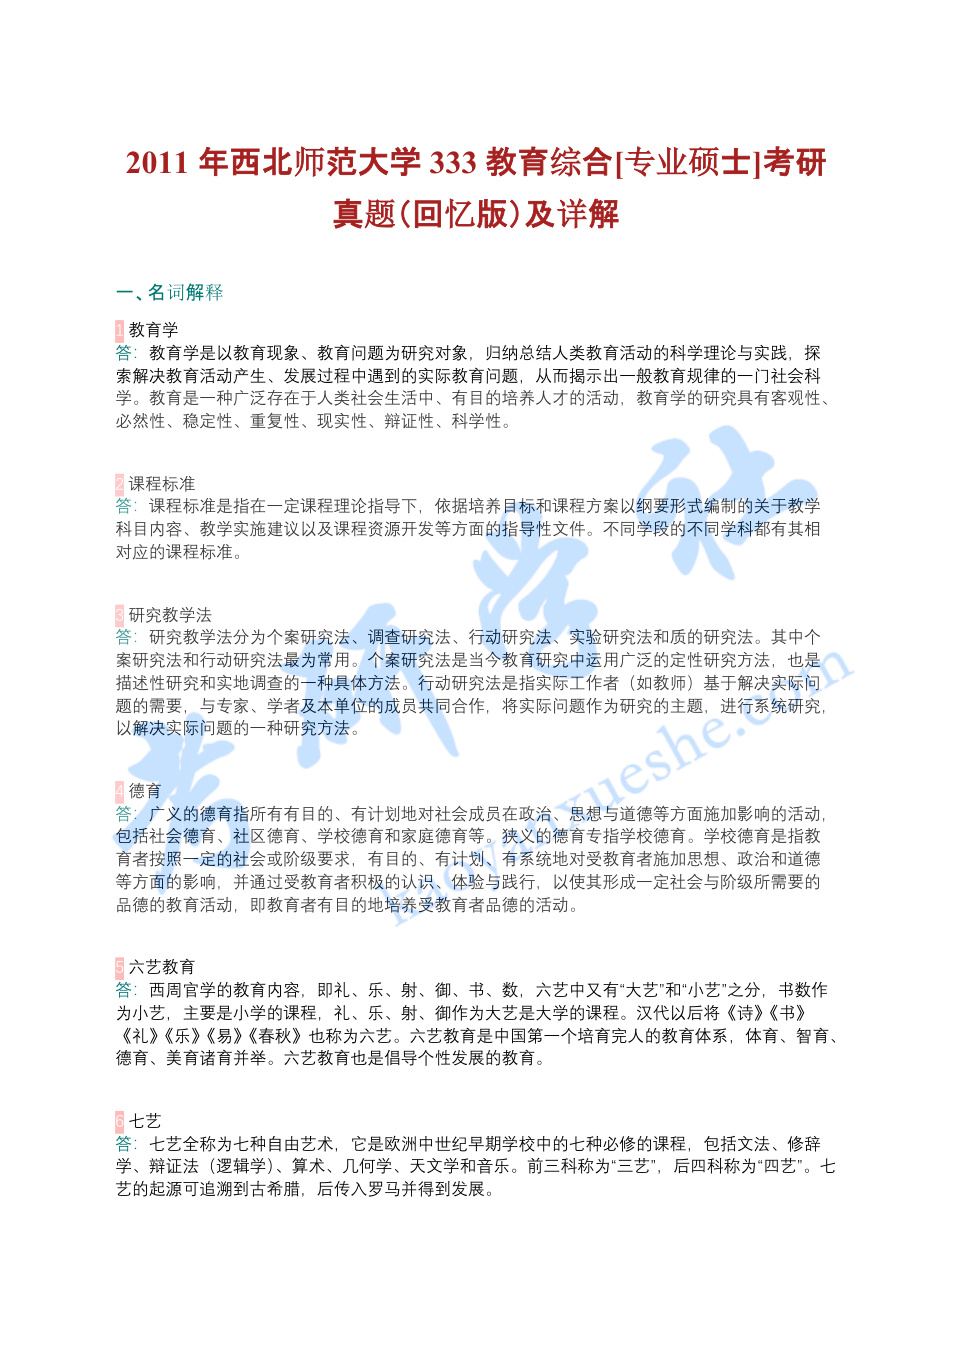 2011 年西北师范大学 333 教育综合[专业硕士]考研
真题（回忆版）及详解
一、名词解释
1 教育学
答：教育学是以教育现象、教育问题为研究对象，归纳总结人类教育活动的科学理论与实践，探
索解决教育活动产生、发展过程中遇到的实际教育问题，从而揭示出一般教育规律的一门社会科
学。教育是一种广泛存在于人类社会生活中、有目的培养人才的活动，教育学的研究具有客观性、
必然性、稳定性、重复性、现实性、辩证性、科学性。
2 课程标准
答：课程标准是指在一定课程理论指导下，依据培养目标和课程方案以纲要形式编制的关于教学
科目内容、教学实施建议以及课程资源开发等方面的指导性文件。不同学段的不同学科都有其相
对应的课程标准。
3 研究教学法
答：研究教学法分为个案研究法、调查研究法、行动研究法、实验研究法和质的研究法。其中个
案研究法和行动研究法最为常用。个案研究法是当今教育研究中运用广泛的定性研究方法，也是
描述性研究和实地调查的一种具体方法。行动研究法是指实际工作者（如教师）基于解决实际问
题的需要，与专家、学者及本单位的成员共同合作，将实际问题作为研究的主题，进行系统研究，
以解决实际问题的一种研究方法。
4 德育
答：广义的德育指所有有目的、有计划地对社会成员在政治、思想与道德等方面施加影响的活动，
包括社会德育、社区德育、学校德育和家庭德育等。狭义的德育专指学校德育。学校德育是指教
育者按照一定的社会或阶级要求，有目的、有计划、有系统地对受教育者施加思想、政治和道德
等方面的影响，并通过受教育者积极的认识、体验与践行，以使其形成一定社会与阶级所需要的
品德的教育活动，即教育者有目的地培养受教育者品德的活动。
5 六艺教育
答：西周官学的教育内容，即礼、乐、射、御、书、数，六艺中又有“大艺”和“小艺”之分，书数作
为小艺，主要是小学的课程，礼、乐、射、御作为大艺是大学的课程。汉代以后将《诗》《书》
《礼》《乐》《易》《春秋》也称为六艺。六艺教育是中国第一个培育完人的教育体系，体育、智育、
德育、美育诸育并举。六艺教育也是倡导个性发展的教育。
6 七艺
答：七艺全称为七种自由艺术，它是欧洲中世纪早期学校中的七种必修的课程，包括文法、修辞
学、辩证法（逻辑学）、算术、几何学、天文学和音乐。前三科称为“三艺”，后四科称为“四艺”。七
艺的起源可追溯到古希腊，后传入罗马并得到发展。
考研学社
kaoyanxueshe.com